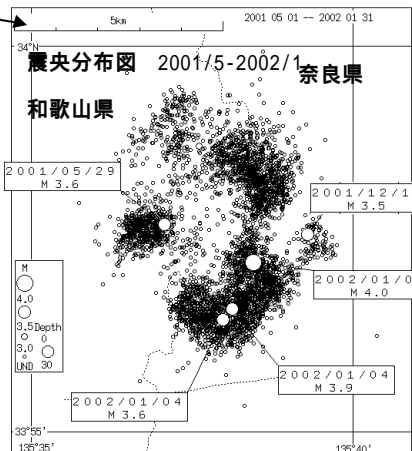 5km
2001 05 01 -- 2002 01 31
34°N
震央分布図 2001/5-2002/1
奈良県
和歌山県
2001/05/29
M 3.6
2001/12/1
M 3.5
2002/01/0
M 4.0
M
4.0
3.5 Depth
3.0 0
UND 30
2002/01/04
M 3.9
2002/01/04
M 3.6
33°55'
135°35'
135°40'